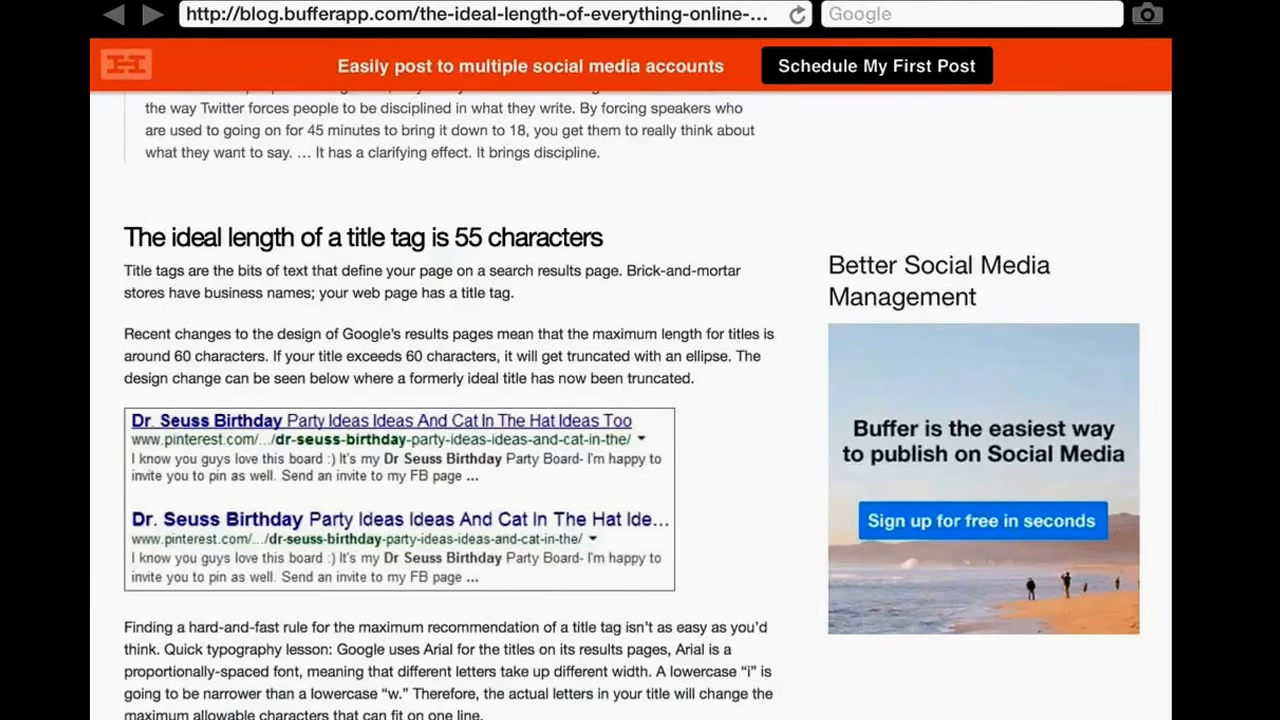 http://blog.bufferapp.com/the-ideal-length-of-everything-online-...
Google
Easily post to multiple social media accounts
Schedule My First Post
the way Twitter forces people to be disciplined in what they write. By forcing speakers who
are used to going on for 45 minutes to bring it down to 18, you get them to really think about
what they want to say. … It has a clarifying effect. It brings discipline.
The ideal length of a title tag is 55 characters
Title tags are the bits of text that define your page on a search results page. Brick-and-mortar
stores have business names; your web page has a title tag.
Recent changes to the design of Google’s results pages mean that the maximum length for titles is
around 60 characters. If your title exceeds 60 characters, it will get truncated with an ellipse. The
design change can be seen below where a formerly ideal title has now been truncated.
Dr. Seuss Birthday Party Ideas Ideas And Cat In The Hat Ideas Too
www.pinterest.com/.../dr-seuss-birthday-party-ideas-ideas-and-cat-in-the/
I know you guys love this board :) It's my Dr Seuss Birthday Party Board- I'm happy to
invite you to pin as well. Send an invite to my FB page ...
Dr. Seuss Birthday Party Ideas Ideas And Cat In The Hat Ide...
www.pinterest.com/.../dr-seuss-birthday-party-ideas-ideas-and-cat-in-the/
I know you guys love this board :) It's my Dr Seuss Birthday Party Board- I'm happy to
invite you to pin as well. Send an invite to my FB page ...
Finding a hard-and-fast rule for the maximum recommendation of a title tag isn’t as easy as you’d
think. Quick typography lesson: Google uses Arial for the titles on its results pages, Arial is a
proportionally-spaced font, meaning that different letters take up different width. A lowercase “i” is
going to be narrower than a lowercase “w.” Therefore, the actual letters in your title will change the
maximum allowable characters that can fit on one line.
Better Social Media
Management
Buffer is the easiest way
to publish on Social Media
Sign up for free in seconds